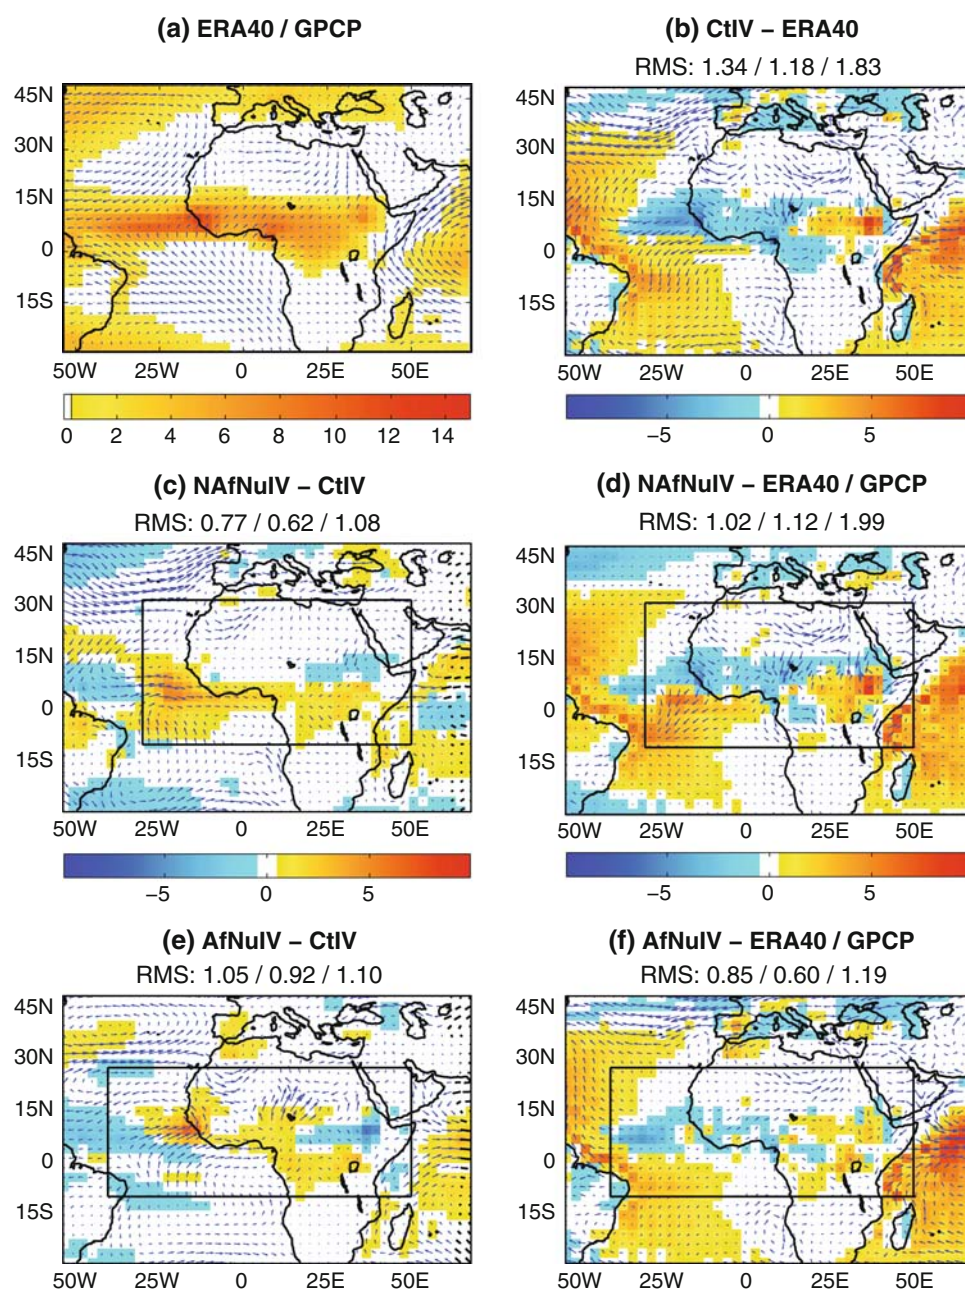 (a) ERA40 / GPCP
45N
30N
15N
0
15S
50W 25W 0 25E 50E
0 2 4 6 8 10 12 14
(b) CtIV – ERA40
RMS: 1.34 / 1.18 / 1.83
45N
30N
15N
0
15S
50W 25W 0 25E 50E
−5 0 5
(c) NAfNuIV – CtIV
RMS: 0.77 / 0.62 / 1.08
45N
30N
15N
0
15S
50W 25W 0 25E 50E
−5 0 5
(d) NAfNuIV – ERA40 / GPCP
RMS: 1.02 / 1.12 / 1.99
45N
30N
15N
0
15S
50W 25W 0 25E 50E
−5 0 5
(e) AfNuIV – CtIV
RMS: 1.05 / 0.92 / 1.10
45N
30N
15N
0
15S
50W 25W 0 25E 50E
(f) AfNuIV – ERA40 / GPCP
RMS: 0.85 / 0.60 / 1.19
45N
30N
15N
0
15S
50W 25W 0 25E 50E